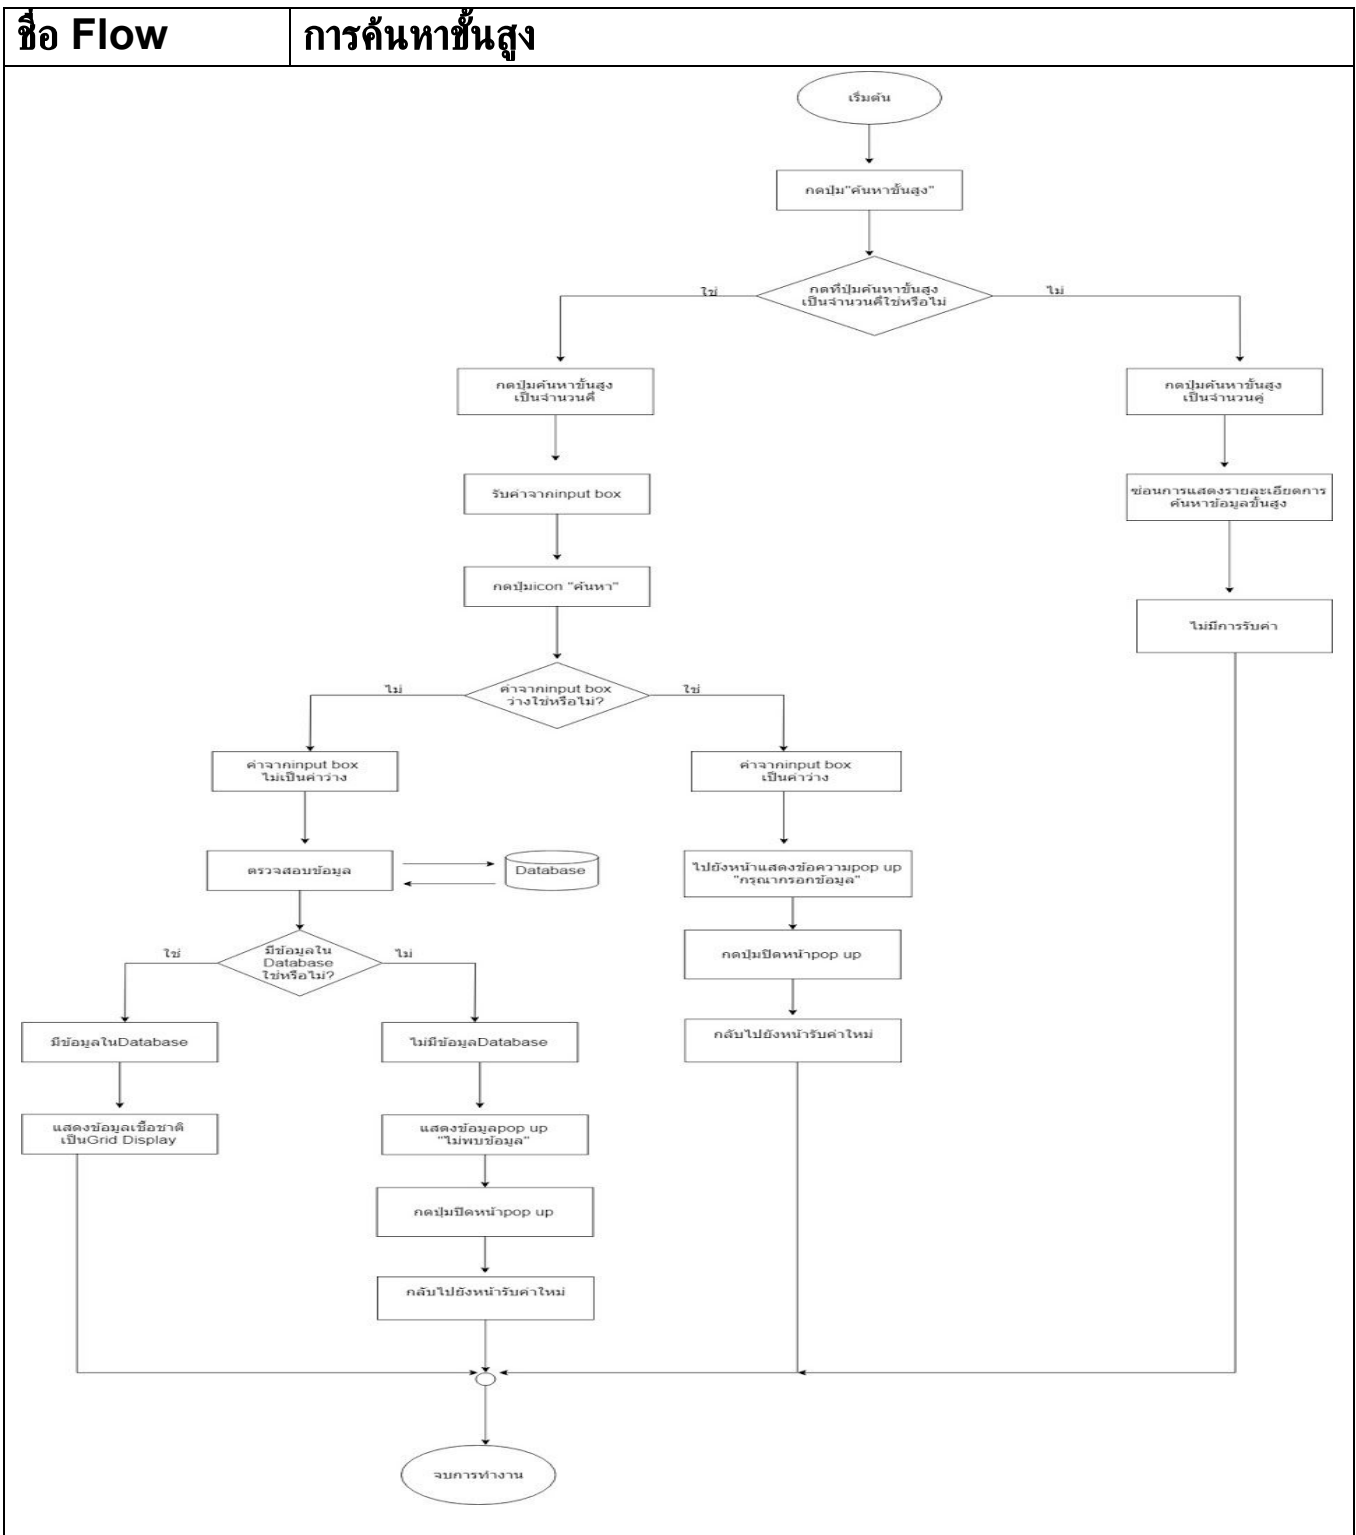 ชื่อ Flow
การค้นหาขั้นสูง
เริ่มต้น
กดปุ่ม"ค้นหาขั้นสูง"
กดที่ปุ่มค้นหาขั้นสูง
เป็นจำนวนคี่ใช่หรือไม่
ใช่
ไม่
กดปุ่มค้นหาขั้นสูง
เป็นจำนวนคี่
กดปุ่มค้นหาขั้นสูง
เป็นจำนวนคู่
รับค่าจากinput box
ซ่อนการแสดงรายละเอียดการ
ค้นหาข้อมูลขั้นสูง
กดปุ่มicon "ค้นหา"
ไม่มีการรับค่า
ค่าจากinput box
ว่างใช่หรือไม่?
ไม่
ใช่
ค่าจากinput box
ไม่เป็นค่าว่าง
ค่าจากinput box
เป็นค่าว่าง
ตรวจสอบข้อมูล
Database
ไปยังหน้าแสดงข้อความpop up
"กรุณากรอกข้อมูล"
มีข้อมูลใน
Database
ใช่หรือไม่?
ใช่
ไม่
กดปุ่มปิดหน้าpop up
มีข้อมูลในDatabase
ไม่มีข้อมูลDatabase
กลับไปยังหน้ารับค่าใหม่
แสดงข้อมูลเชื้อชาติ
เป็นGrid Display
แสดงข้อมูลpop up
"ไม่พบข้อมูล"
กดปุ่มปิดหน้าpop up
กลับไปยังหน้ารับค่าใหม่
จบการทำงาน